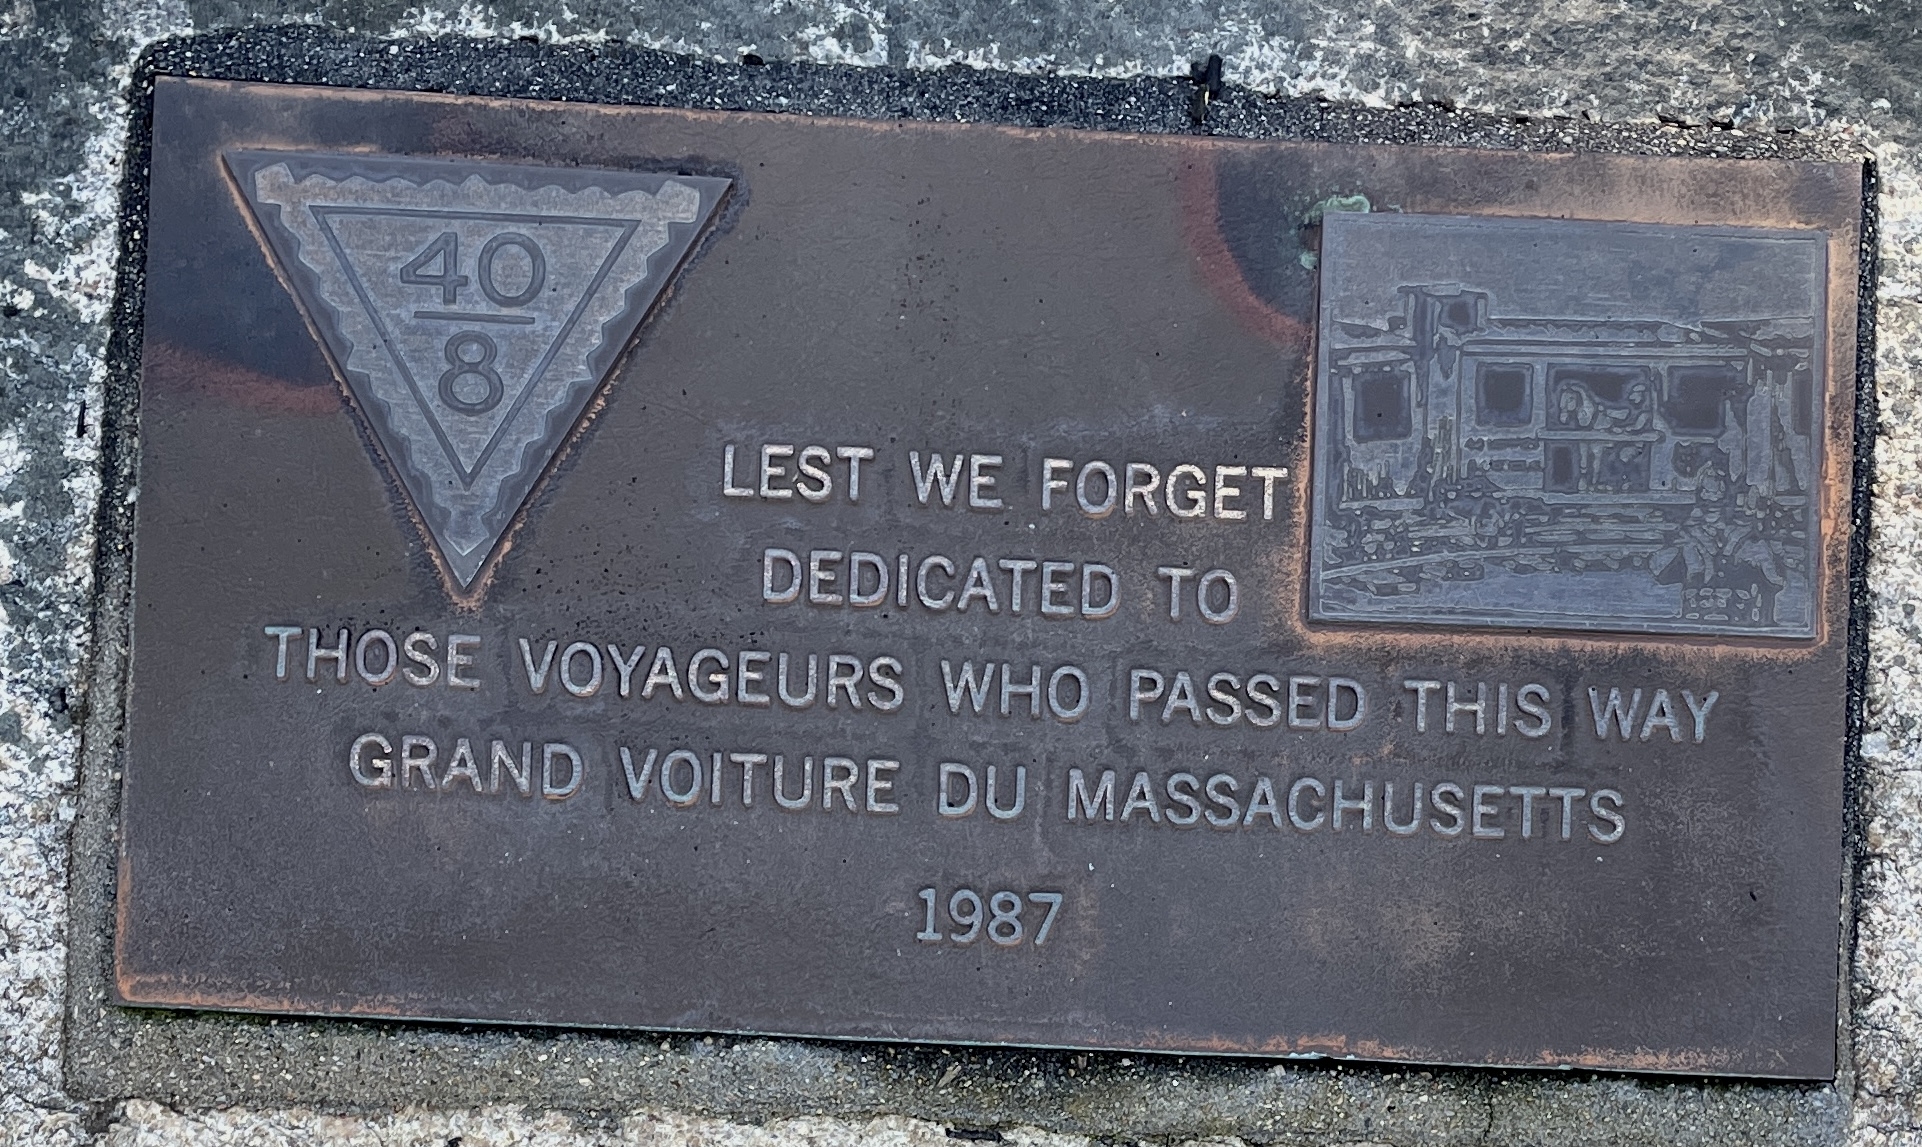 40
8
LEST WE FORGET
DEDICATED TO
THOSE VOYAGEURS WHO PASSED THIS WAY
GRAND VOITURE DU MASSACHUSETTS
1987